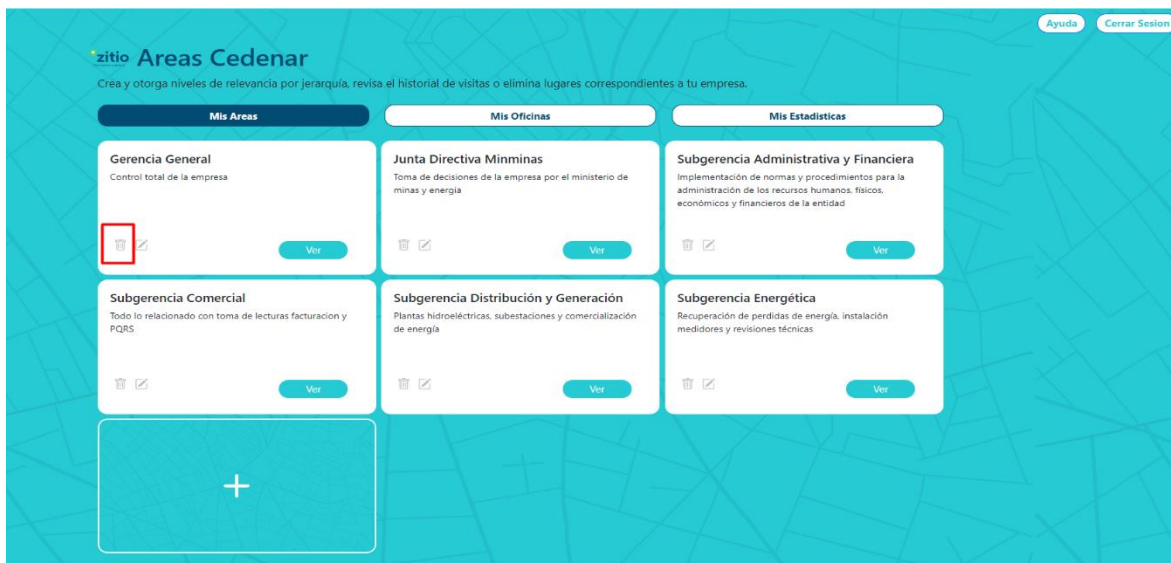 Ayuda
Cerrar Sesion
zitio Areas Cedenar
Crea y otorga niveles de relevancia por jerarquía, revisa el historial de visitas o elimina lugares correspondientes a tu empresa.
Mis Areas
Mis Oficinas
Mis Estadisticas
Gerencia General
Control total de la empresa
Ver
Junta Directiva Minminas
Toma de decisiones de la empresa por el ministerio de
minas y energia
Ver
Subgerencia Administrativa y Financiera
Implementación de normas y procedimientos para la
administración de los recursos humanos, físicos,
económicos y financieros de la entidad
Ver
Subgerencia Comercial
Todo lo relacionado con toma de lecturas facturacion y
PQRS
Ver
Subgerencia Distribución y Generación
Plantas hidroeléctricas, subestaciones y comercialización
de energía
Ver
Subgerencia Energética
Recuperación de perdidas de energía, instalación
medidores y revisiones técnicas
Ver